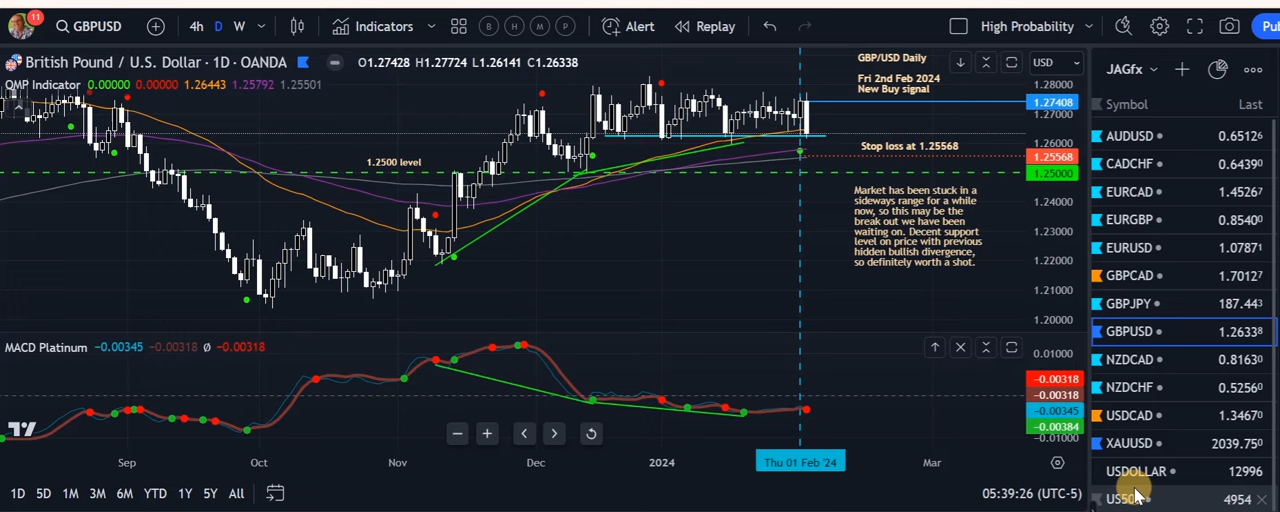 11
GBPUSD
4h D W
Indicators
B H M P
Alert
Replay
High Probability
Pu
British Pound / U.S. Dollar · 1D · OANDA
O1.27428 H1.27724 L1.26141 C1.26338
QMP Indicator 0.00000 0.00000 1.26443 1.25792 1.25501
GBP/USD Daily
Fri 2nd Feb 2024
New Buy signal
1.2500 level
Stop loss at 1.25568
Market has been stuck in a
sideways range for a while
now, so this may be the
break out we have been
waiting on. Decent support
level on price with previous
hidden bullish divergence,
so definitely worth a shot.
USD
1.28000
1.27408
1.27000
1.26000
1.25568
1.25000
1.24000
1.23000
1.22000
1.21000
1.20000
MACD Platinum −0.00345 −0.00318 Ø −0.00318
0.01000
−0.00318
−0.00318
−0.00345
−0.00384
−0.01000
Sep Oct Nov Dec 2024 Thu 01 Feb '24 Mar
1D 5D 1M 3M 6M YTD 1Y 5Y All
05:39:26 (UTC-5)
JAGfx
Symbol Last
AUDUSD 0.65126
CADCHF 0.64390
EURCAD 1.45267
EURGBP 0.85400
EURUSD 1.07871
GBPCAD 1.70127
GBPJPY 187.443
GBPUSD 1.26338
NZDCAD 0.81630
NZDCHF 0.52560
USDCAD 1.34670
XAUUSD 2039.750
USDOLLAR 12996
4954